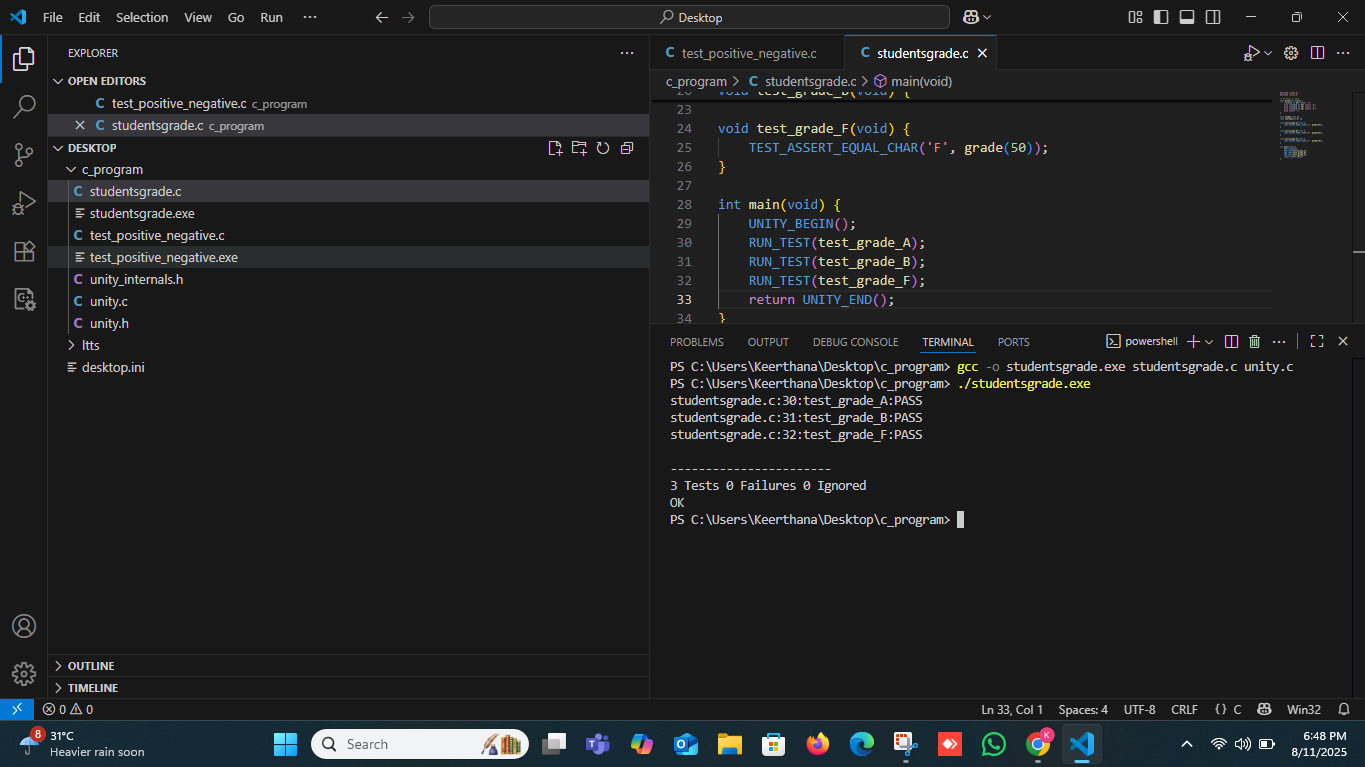 File Edit Selection View Go Run ··· Desktop
EXPLORER
OPEN EDITORS
test_positive_negative.c c_program
studentsgrade.c c_program
DESKTOP
c_program
studentsgrade.c
studentsgrade.exe
test_positive_negative.c
test_positive_negative.exe
unity_internals.h
unity.c
unity.h
ltts
desktop.ini
OUTLINE
TIMELINE
test_positive_negative.c studentsgrade.c
c_program > studentsgrade.c > main(void)
23
24 void test_grade_F(void) {
25 TEST_ASSERT_EQUAL_CHAR('F', grade(50));
26 }
27
28 int main(void) {
29 UNITY_BEGIN();
30 RUN_TEST(test_grade_A);
31 RUN_TEST(test_grade_B);
32 RUN_TEST(test_grade_F);
33 return UNITY_END();
34 }
PROBLEMS OUTPUT DEBUG CONSOLE TERMINAL PORTS powershell
PS C:\Users\Keerthana\Desktop\c_program> gcc -o studentsgrade.exe studentsgrade.c unity.c
PS C:\Users\Keerthana\Desktop\c_program> ./studentsgrade.exe
studentsgrade.c:30:test_grade_A:PASS
studentsgrade.c:31:test_grade_B:PASS
studentsgrade.c:32:test_grade_F:PASS
-----------------------
3 Tests 0 Failures 0 Ignored
OK
PS C:\Users\Keerthana\Desktop\c_program>
0 0 Ln 33, Col 1 Spaces: 4 UTF-8 CRLF {} C Win32
8 31°C
Heavier rain soon
Search
K
6:48 PM
8/11/2025